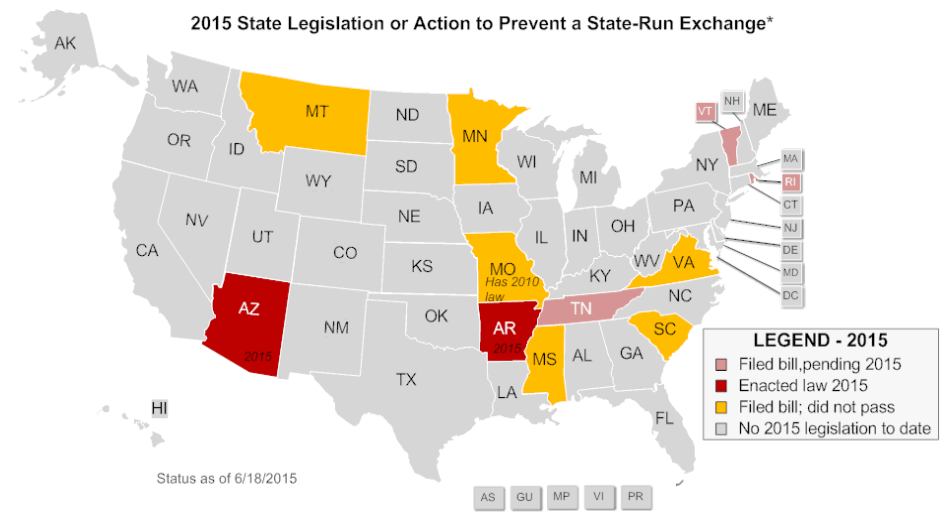 2015 State Legislation or Action to Prevent a State-Run Exchange*
AK
WA
MT
ND
MN
VT
NH
ME
OR
ID
SD
WI
MI
NY
MA
WY
RI
CT
NV
UT
NE
IA
PA
NJ
CA
CO
KS
MO
Has 2010
law
IL
IN
OH
WV
VA
DE
MD
DC
KY
AZ
2015
NM
OK
AR
2015
TN
NC
SC
MS
AL
GA
TX
LA
FL
HI
LEGEND - 2015
Filed bill,pending 2015
Enacted law 2015
Filed bill; did not pass
No 2015 legislation to date
Status as of 6/18/2015
AS
GU
MP
VI
PR